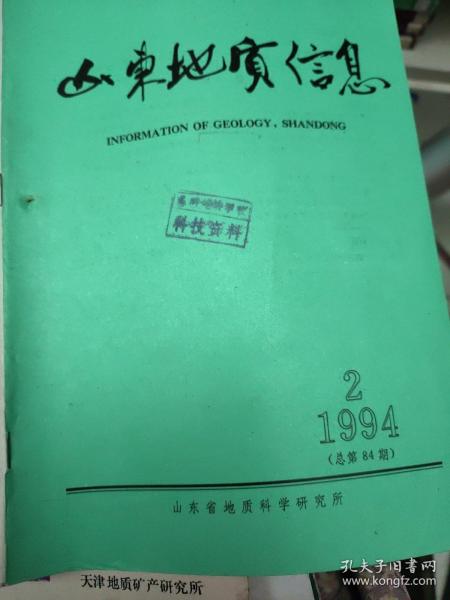 山東地质信息
INFORMATION OF GEOLOGY, SHANDONG
科技资料
2
1994
(总第84期)
山东省地质科学研究所
天津地质矿产研究所
孔夫子旧书网
www.kongfz.com